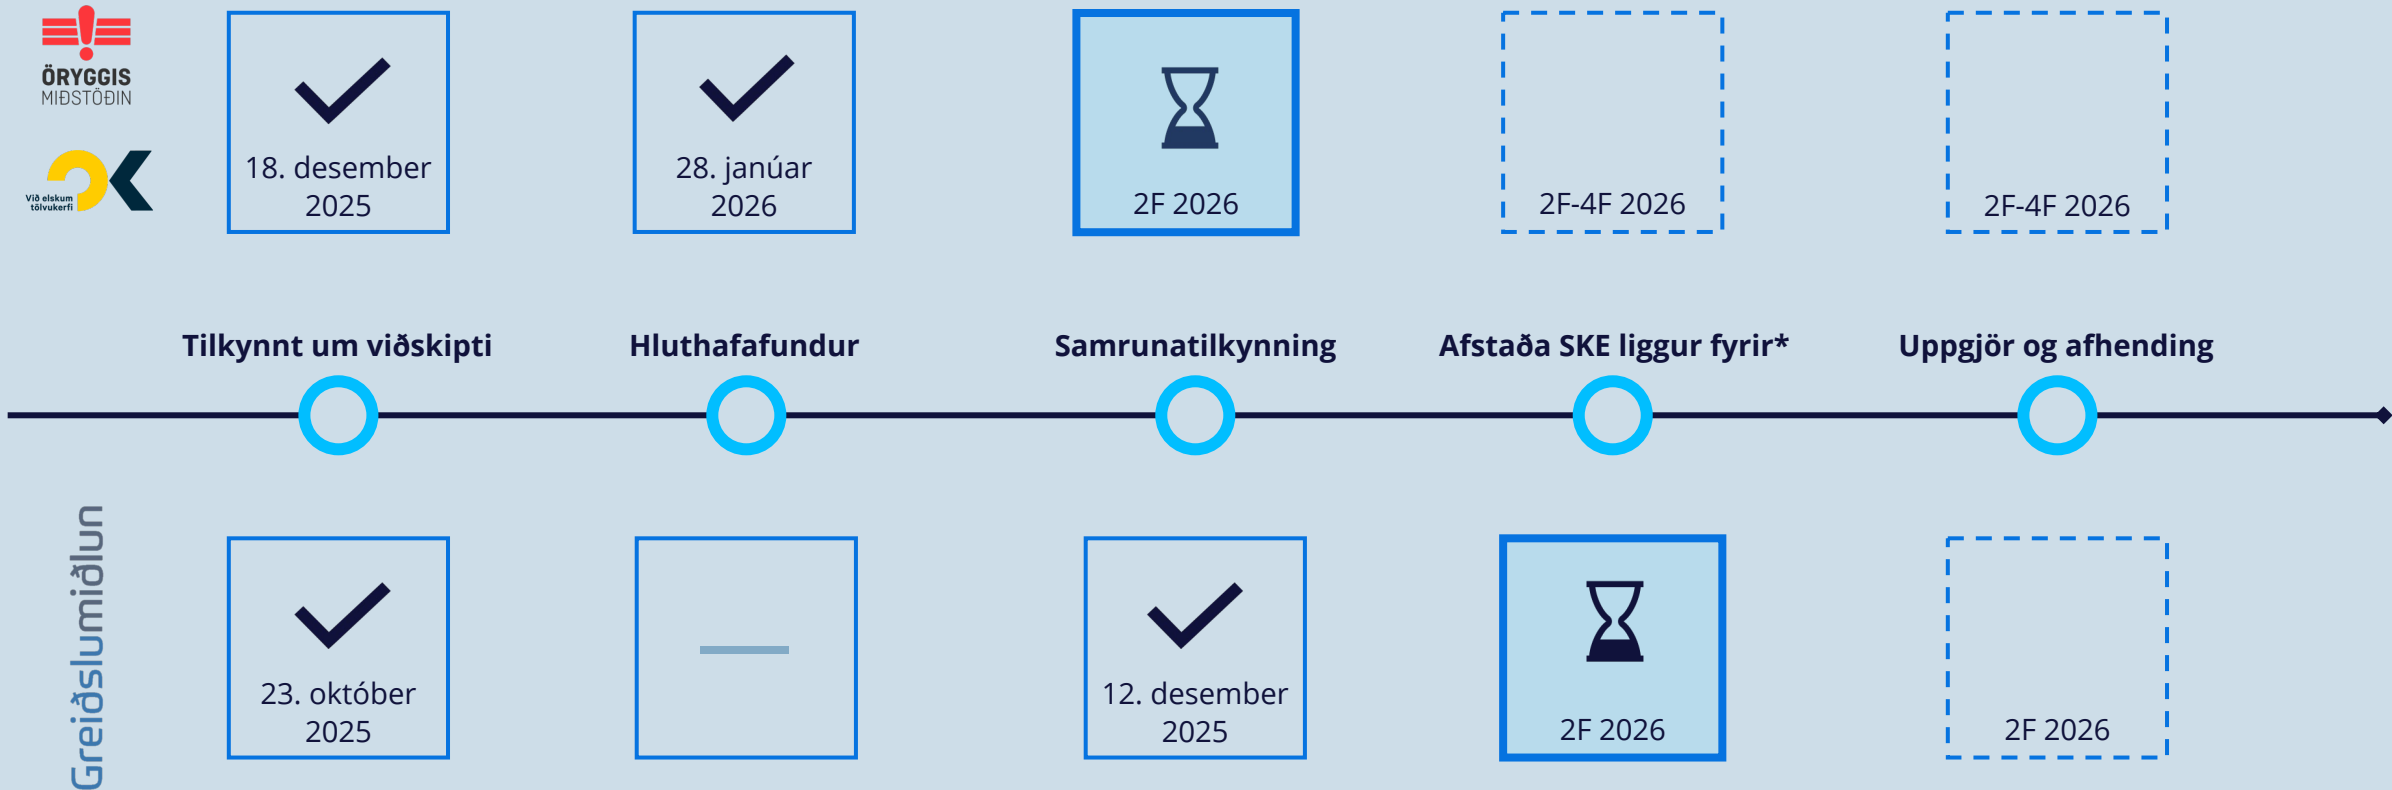 ÖRYGGIS
MIÐSTÖÐIN
Við elskum
tölvukerfi
OK
18. desember
2025
28. janúar
2026
2F 2026
2F-4F 2026
2F-4F 2026
Tilkynnt um viðskipti
Hluthafafundur
Samrunatilkynning
Afstaða SKE liggur fyrir*
Uppgjör og afhending
Greiðslumiðlun
23. október
2025
12. desember
2025
2F 2026
2F 2026